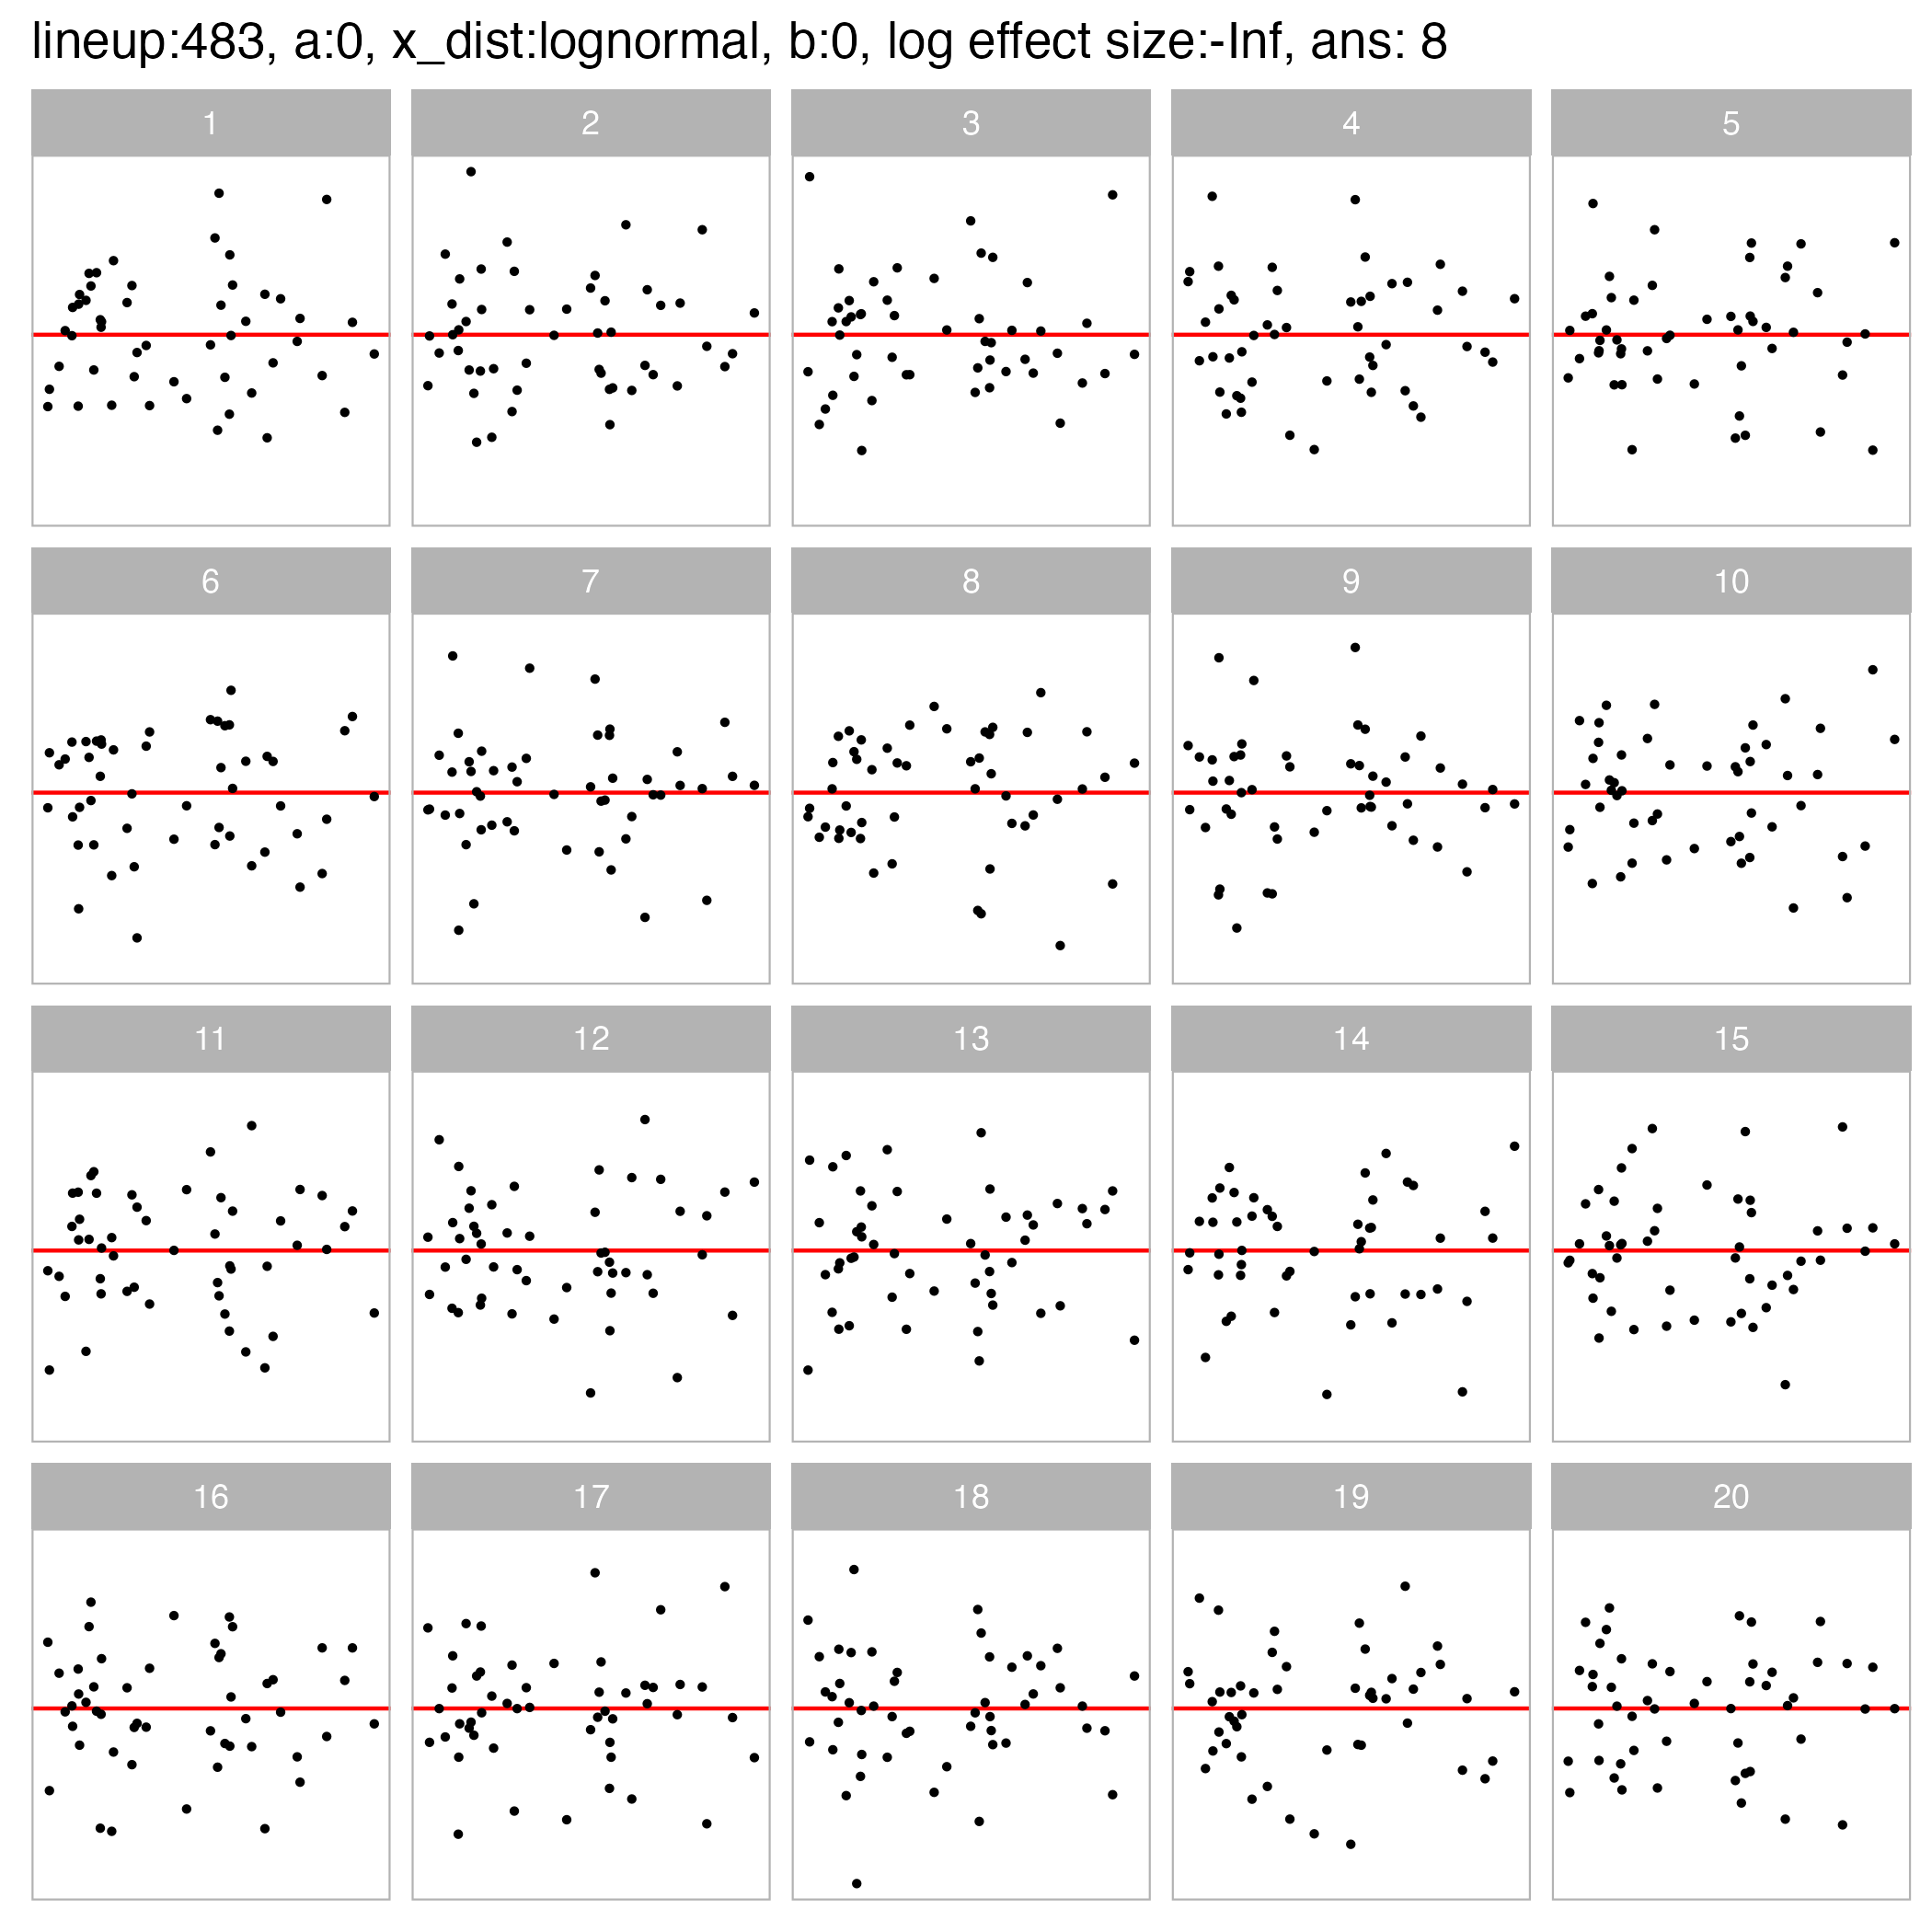 lineup:483, a:0, x_dist:lognormal, b:0, log effect size:-Inf, ans: 8
1 2 3 4 5
6 7 8 9 10
11 12 13 14 15
16 17 18 19 20